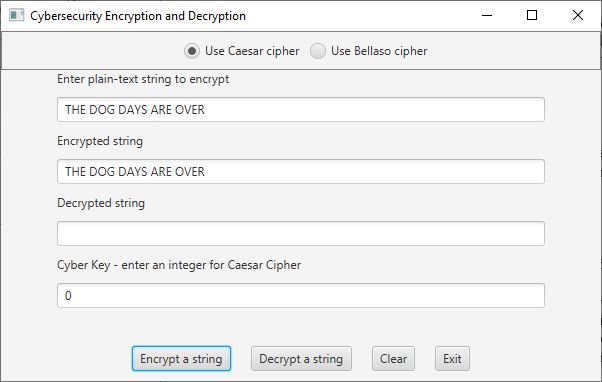 Cybersecurity Encryption and Decryption
Use Caesar cipher Use Bellaso cipher
Enter plain-text string to encrypt
THE DOG DAYS ARE OVER
Encrypted string
THE DOG DAYS ARE OVER
Decrypted string
Cyber Key - enter an integer for Caesar Cipher
0
Encrypt a string Decrypt a string Clear Exit